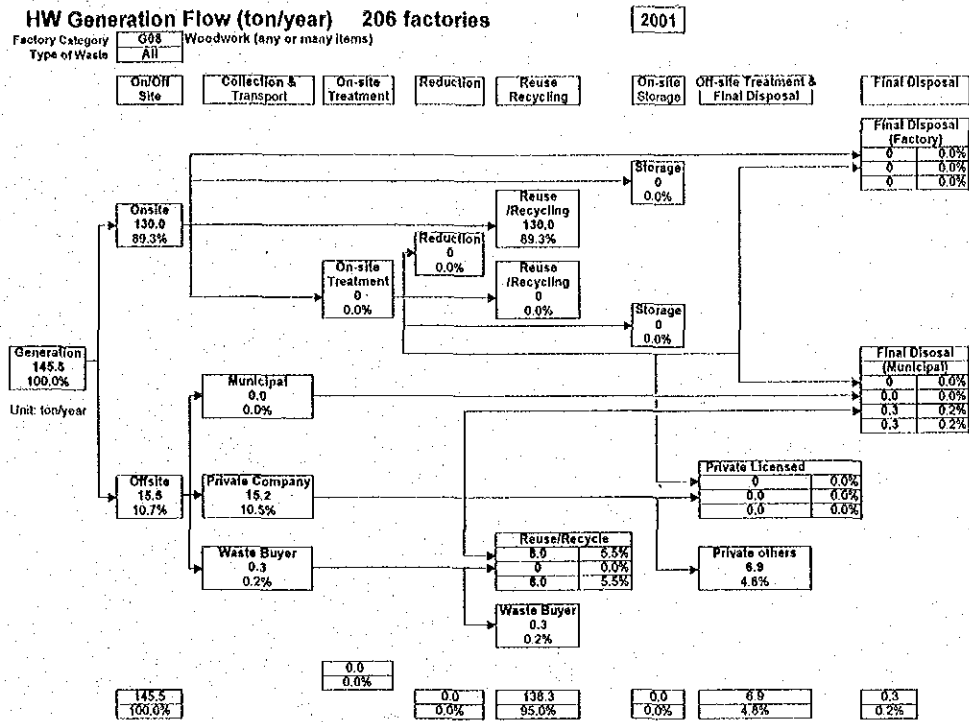 HW Generation Flow (ton/year) 206 factories
2001
Factory Category G08 Woodwork (any or many items)
Type of Waste All
On/Off Site
Collection & Transport
On-site Treatment
Reduction
Reuse Recycling
On-site Storage
Off-site Treatment & Final Disposal
Final Disposal
Final Disposal
(Factory)
0 0.0%
0 0.0%
0 0.0%
Storage
0
0.0%
Onsite
130.0
89.3%
Reuse
/Recycling
130.0
89.3%
Reduction
0
0.0%
On-site
Treatment
0
0.0%
Reuse
/Recycling
0
0.0%
Storage
0
0.0%
Generation
145.5
100.0%
Unit: ton/year
Final Disosal
(Municipal)
0 0.0%
0.0 0.0%
0.3 0.2%
0.3 0.2%
Municipal
0.0
0.0%
Offsite
15.5
10.7%
Private Company
15.2
10.5%
Private Licensed
0 0.0%
0.0 0.0%
0.0 0.0%
Waste Buyer
0.3
0.2%
Reuse/Recycle
8.0 5.5%
0 0.0%
8.0 5.5%
Private others
6.9
4.8%
Waste Buyer
0.3
0.2%
0.0
0.0%
145.5 0.0 138.3 0.0 6.9 0.3
100.0% 0.0% 95.0% 0.0% 4.8% 0.2%